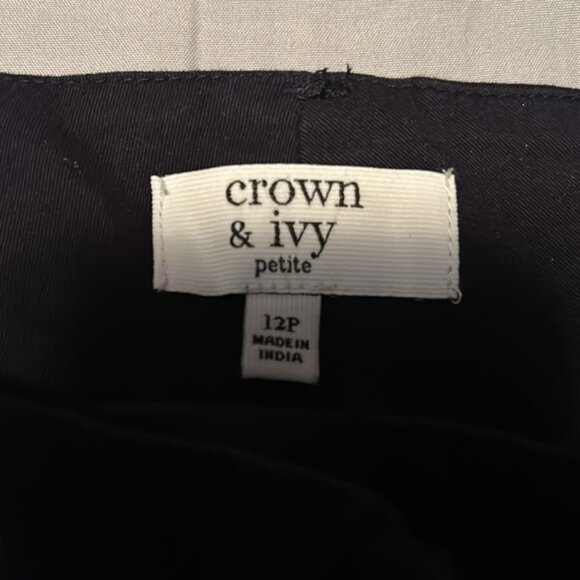 crown
& ivy
petite
12P
MADE IN
INDIA